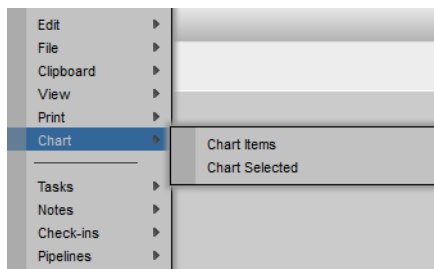 Edit
File
Clipboard
View
Print
Chart
Chart Items
Chart Selected
Tasks
Notes
Check-ins
Pipelines